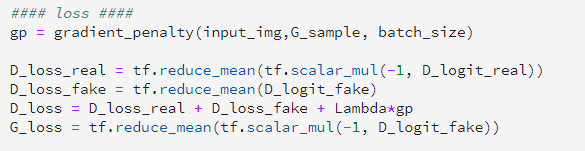 #### loss ####
gp = gradient_penalty(input_img,G_sample, batch_size)
D_loss_real = tf.reduce_mean(tf.scalar_mul(-1, D_logit_real))
D_loss_fake = tf.reduce_mean(D_logit_fake)
D_loss = D_loss_real + D_loss_fake + Lambda*gp
G_loss = tf.reduce_mean(tf.scalar_mul(-1, D_logit_fake))